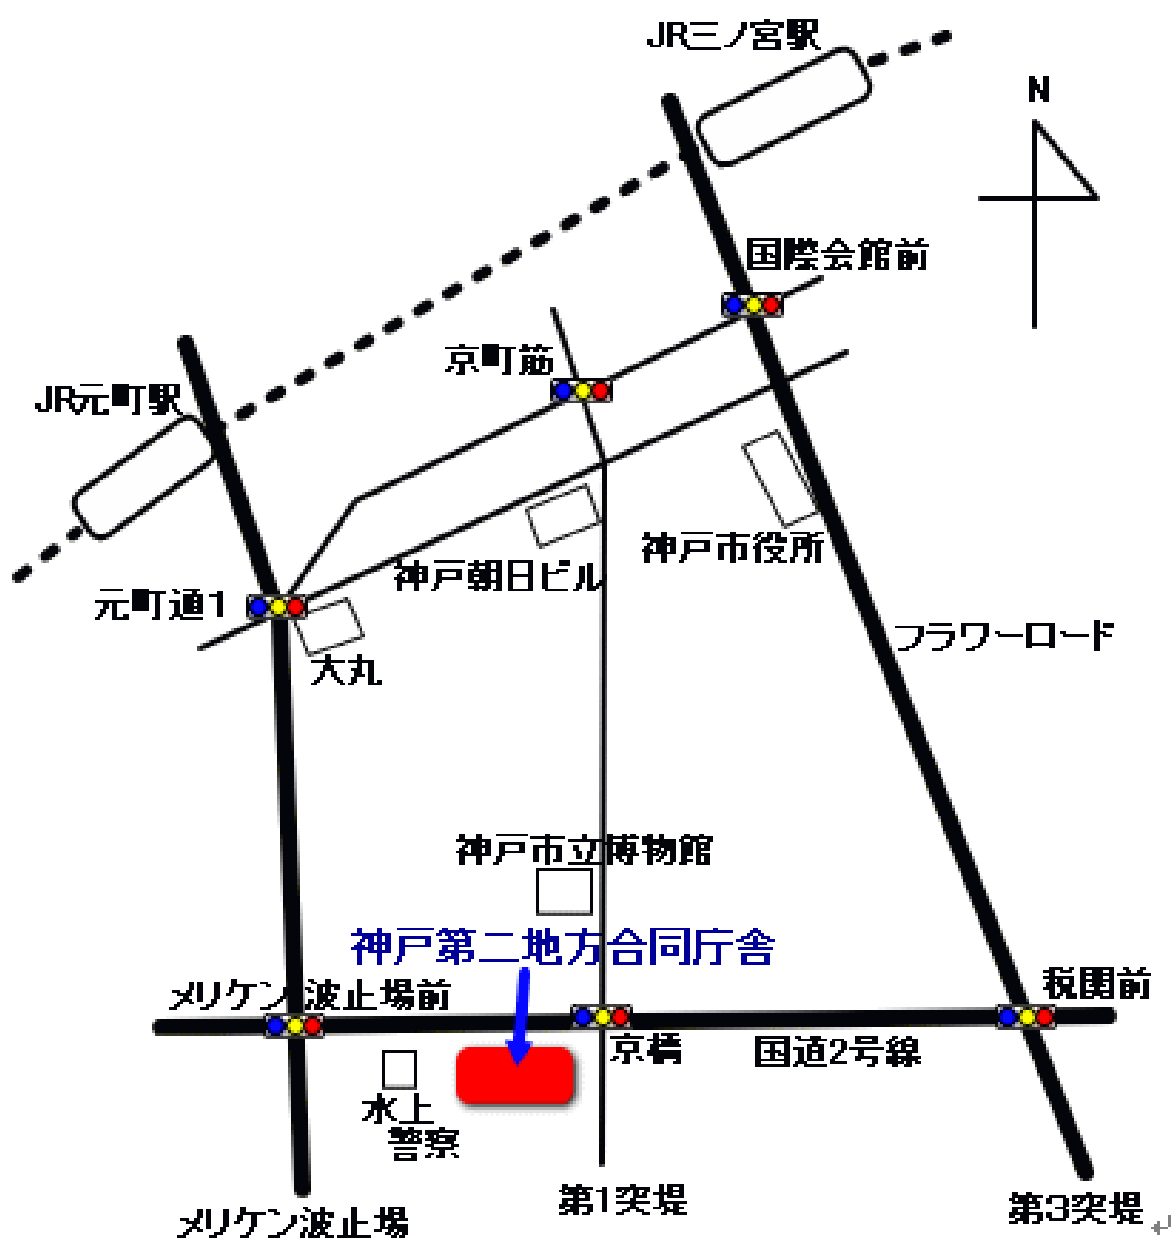 JR三ノ宮駅
N
国際会館前
京町筋
JR元町駅
神戸市役所
神戸朝日ビル
元町通1
フラワーロード
大丸
神戸市立博物館
神戸第二地方合同庁舎
税関前
メリケン波止場前
京橋
国道2号線
水上
警察
第1突堤
第3突堤
メリケン波止場